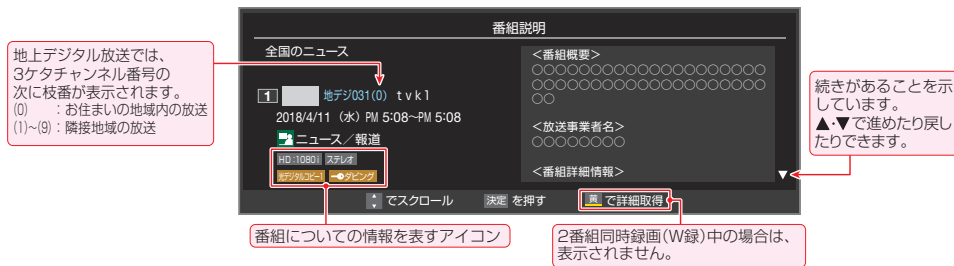 番組説明
地上デジタル放送では、
3ケタチャンネル番号の
次に枝番が表示されます。
(0) ：お住まいの地域内の放送
(1)~(9)：隣接地域の放送
全国のニュース
1 地デジ031(0) tvk1
2018/4/11 (水) PM 5:08~PM 5:08
ニュース／報道
HD:1080i ステレオ
デジタルコピー1 ダビング
<番組概要>
○○○○○○○○○○○○○○○○○○○○
○○○○○○○○○○○○○○○○○○○○
○○
<放送事業者名>
○○○○○○○○
<番組詳細情報>
▼
続きがあることを示
しています。
▲・▼で進めたり戻し
たりできます。
でスクロール 決定 を押す 黄 で詳細取得
番組についての情報を表すアイコン
2番組同時録画(W録)中の場合は、
表示されません。